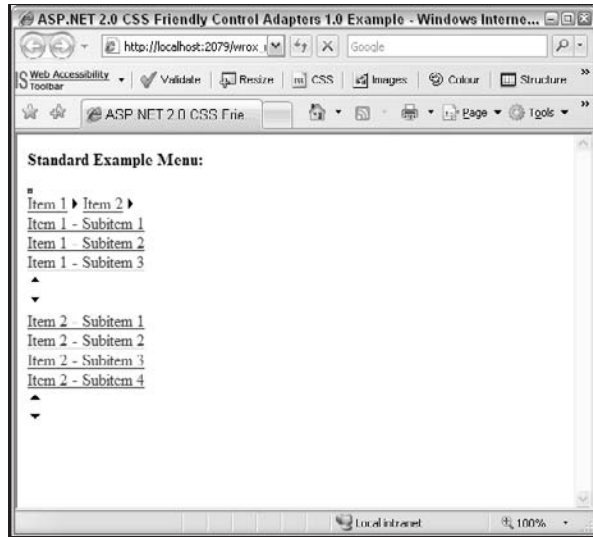 ASP.NET 2.0 CSS Friendly Control Adapters 1.0 Example - Windows Interne...
http://localhost:2079/wrox_
Google
Web Accessibility Toolbar
Validate
Resize
CSS
Images
Colour
Structure
»
ASP NET 2.0 CSS Frie
Page
Tools
»
Standard Example Menu:
Item 1 Item 2
Item 1 - Subitem 1
Item 1 - Subitem 2
Item 1 - Subitem 3
Item 2 - Subitem 1
Item 2 - Subitem 2
Item 2 - Subitem 3
Item 2 - Subitem 4
Local intranet
100%